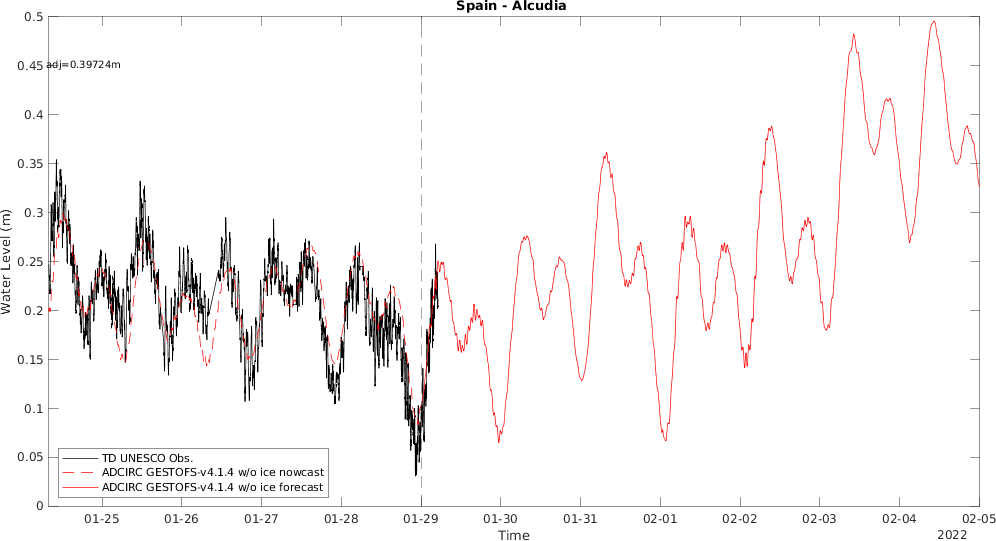 Spain - Alcudia
0.5
0.45
0.4
0.35
0.3
0.25
0.2
0.15
0.1
0.05
0
adj=0.39724m
Water Level (m)
TD UNESCO Obs.
ADCIRC GESTOFS-v4.1.4 w/o ice nowcast
ADCIRC GESTOFS-v4.1.4 w/o ice forecast
01-25 01-26 01-27 01-28 01-29 01-30 01-31 02-01 02-02 02-03 02-04 02-05
Time
2022